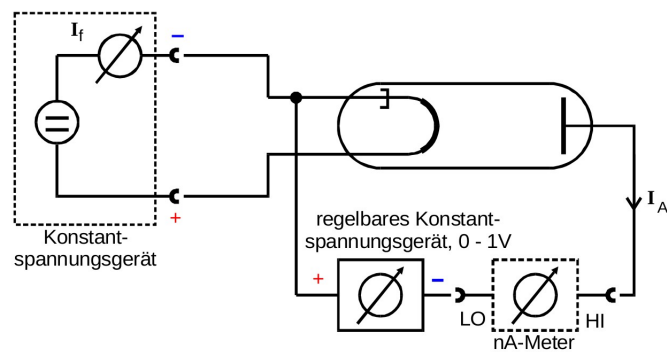 I_f
−
+
Konstant-
spannungsgerät
regelbares Konstant-
spannungsgerät, 0 - 1V
+
−
LO
HI
nA-Meter
I_A